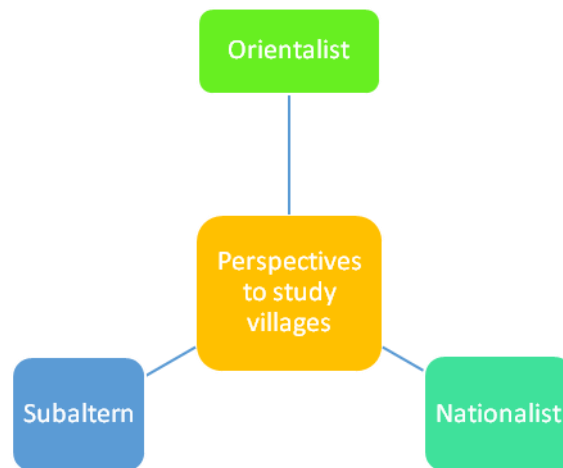 Orientalist
Perspectives
to study
villages
Subaltern
Nationalist